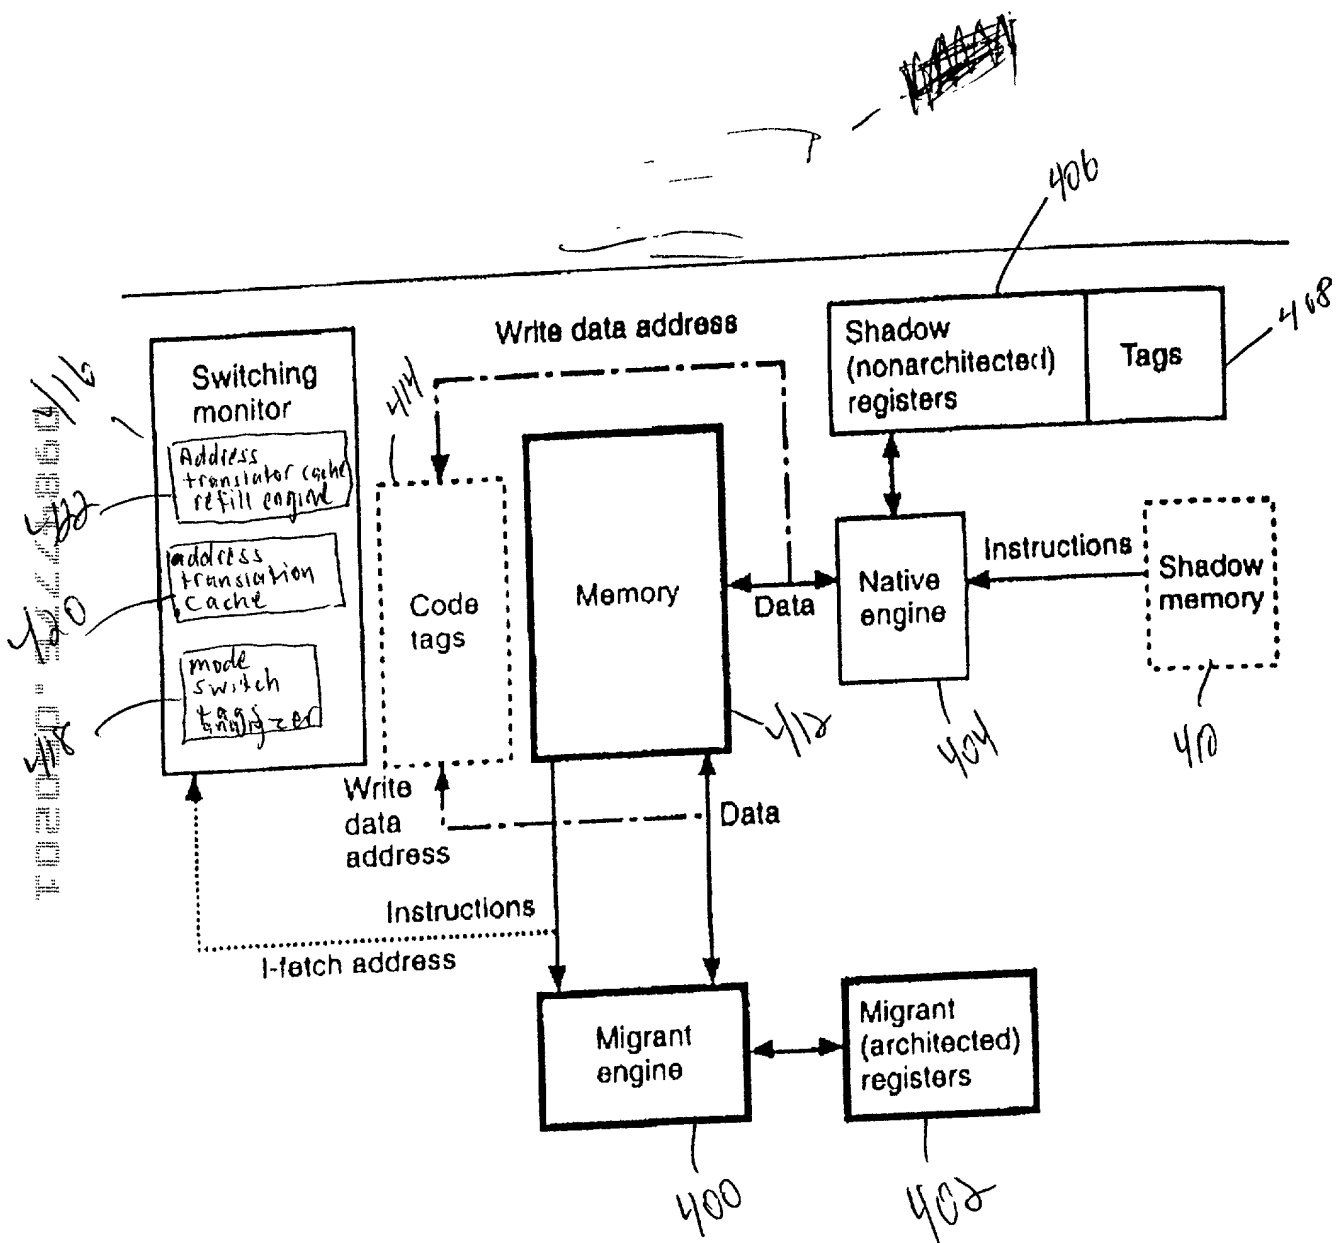 406
408
Write data address
Shadow
(nonarchitected)
registers
Tags
416
Switching
monitor
414
Address
translator cache
refill engine
422
address
translation
cache
420
mode
switch
tags
analyzer
418
Code
tags
Memory
412
Data
Native
engine
404
Instructions
Shadow
memory
410
Write
data
address
Data
Instructions
I-fetch address
Migrant
engine
400
Migrant
(architected)
registers
402